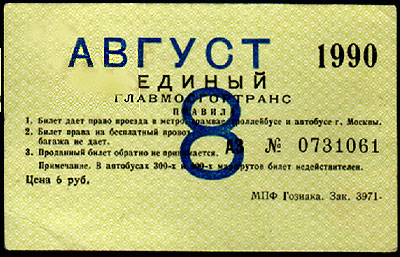 АВГУСТ 1990
ЕДИНЫЙ
ГЛАВМОСГОРТРАНС
ПРАВИЛА
8
1. Билет дает право проезда в метро, трамвае, троллейбусе и автобусе г. Москвы.
2. Билет права на бесплатный провоз
багажа не дает.
3. Проданный билет обратно не принимается.
АЗ № 0731061
Примечание. В автобусах 300-х и 400-х маршрутов билет недействителен.
Цена 6 руб.
МПФ Гознака. Зак. 3971-